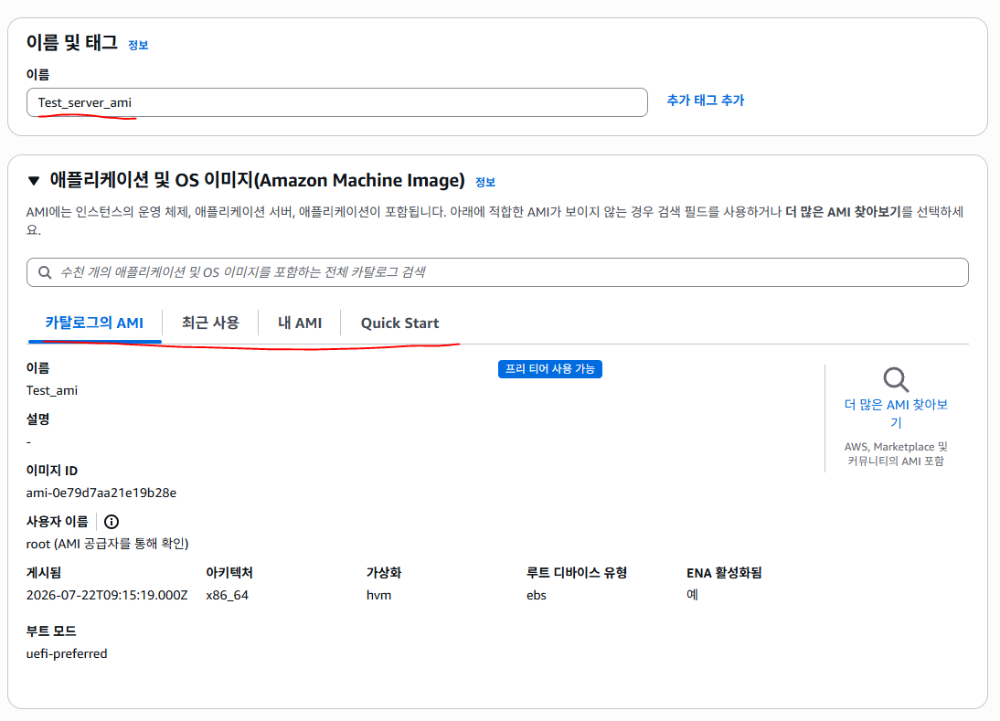 이름 및 태그 정보
이름
Test_server_ami
추가 태그 추가
애플리케이션 및 OS 이미지(Amazon Machine Image) 정보
AMI에는 인스턴스의 운영 체제, 애플리케이션 서버, 애플리케이션이 포함됩니다. 아래에 적합한 AMI가 보이지 않는 경우 검색 필드를 사용하거나 더 많은 AMI 찾아보기를 선택하세
요.
수천 개의 애플리케이션 및 OS 이미지를 포함하는 전체 카탈로그 검색
카탈로그의 AMI 최근 사용 내 AMI Quick Start
이름
Test_ami
프리 티어 사용 가능
설명
-
이미지 ID
ami-0e79d7aa21e19b28e
사용자 이름
root (AMI 공급자를 통해 확인)
게시됨 아키텍처 가상화 루트 디바이스 유형 ENA 활성화됨
2026-07-22T09:15:19.000Z x86_64 hvm ebs 예
부트 모드
uefi-preferred
더 많은 AMI 찾아보
기
AWS, Marketplace 및
커뮤니티의 AMI 포함